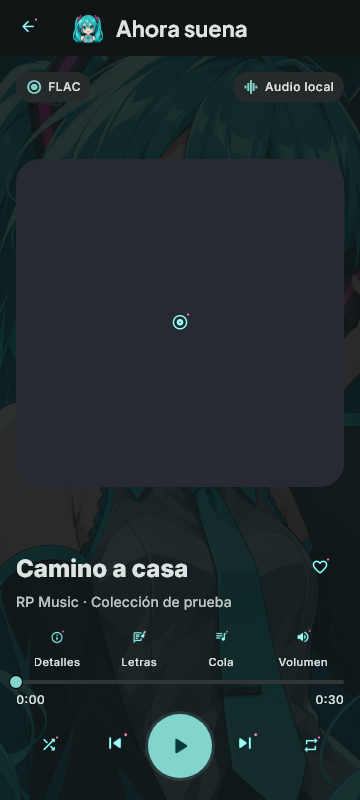 Ahora suena
FLAC
Audio local
Camino a casa
RP Music · Colección de prueba
Detalles
Letras
Cola
Volumen
0:00
0:30